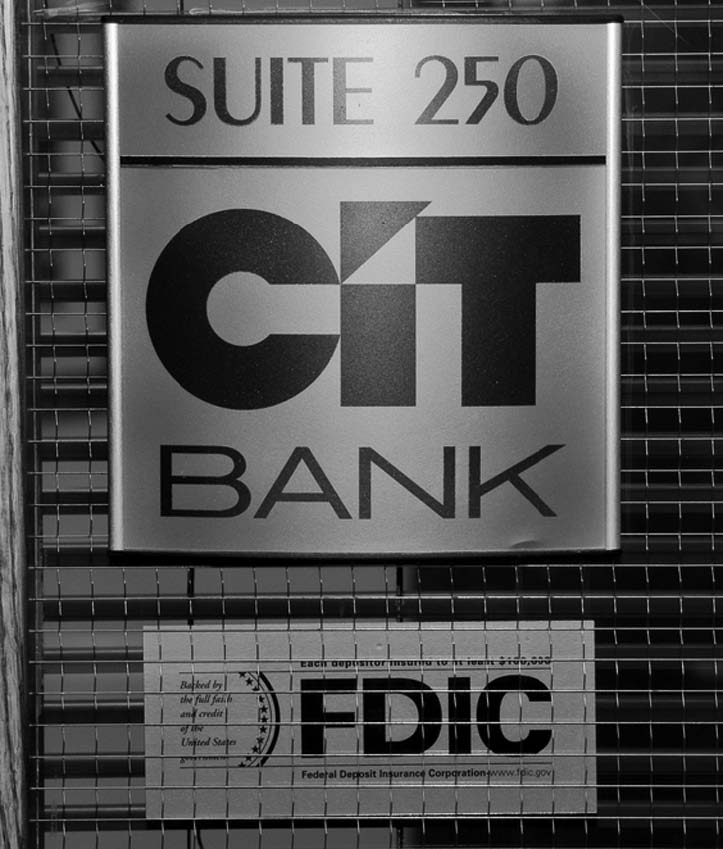 SUITE 250
CiT
BANK
Each depositor insured to at least $100,000
Backed by
the full faith
and credit
of the
United States
government
FDIC
Federal Deposit Insurance Corporation • www.fdic.gov